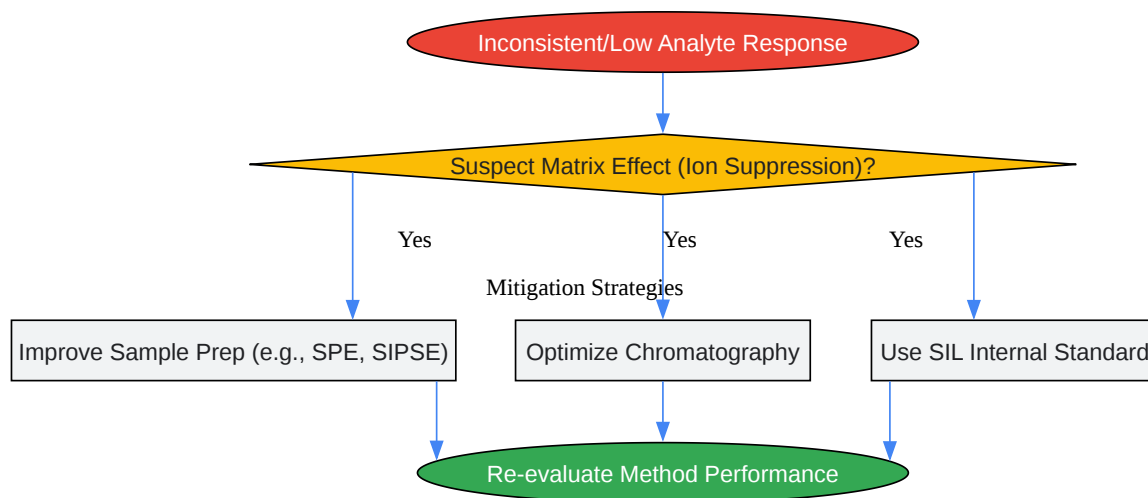 Inconsistent/Low Analyte Response
Suspect Matrix Effect (Ion Suppression)?
Yes
Yes
Yes
Mitigation Strategies
Improve Sample Prep (e.g., SPE, SIPSE)
Optimize Chromatography
Use SIL Internal Standard
Re-evaluate Method Performance